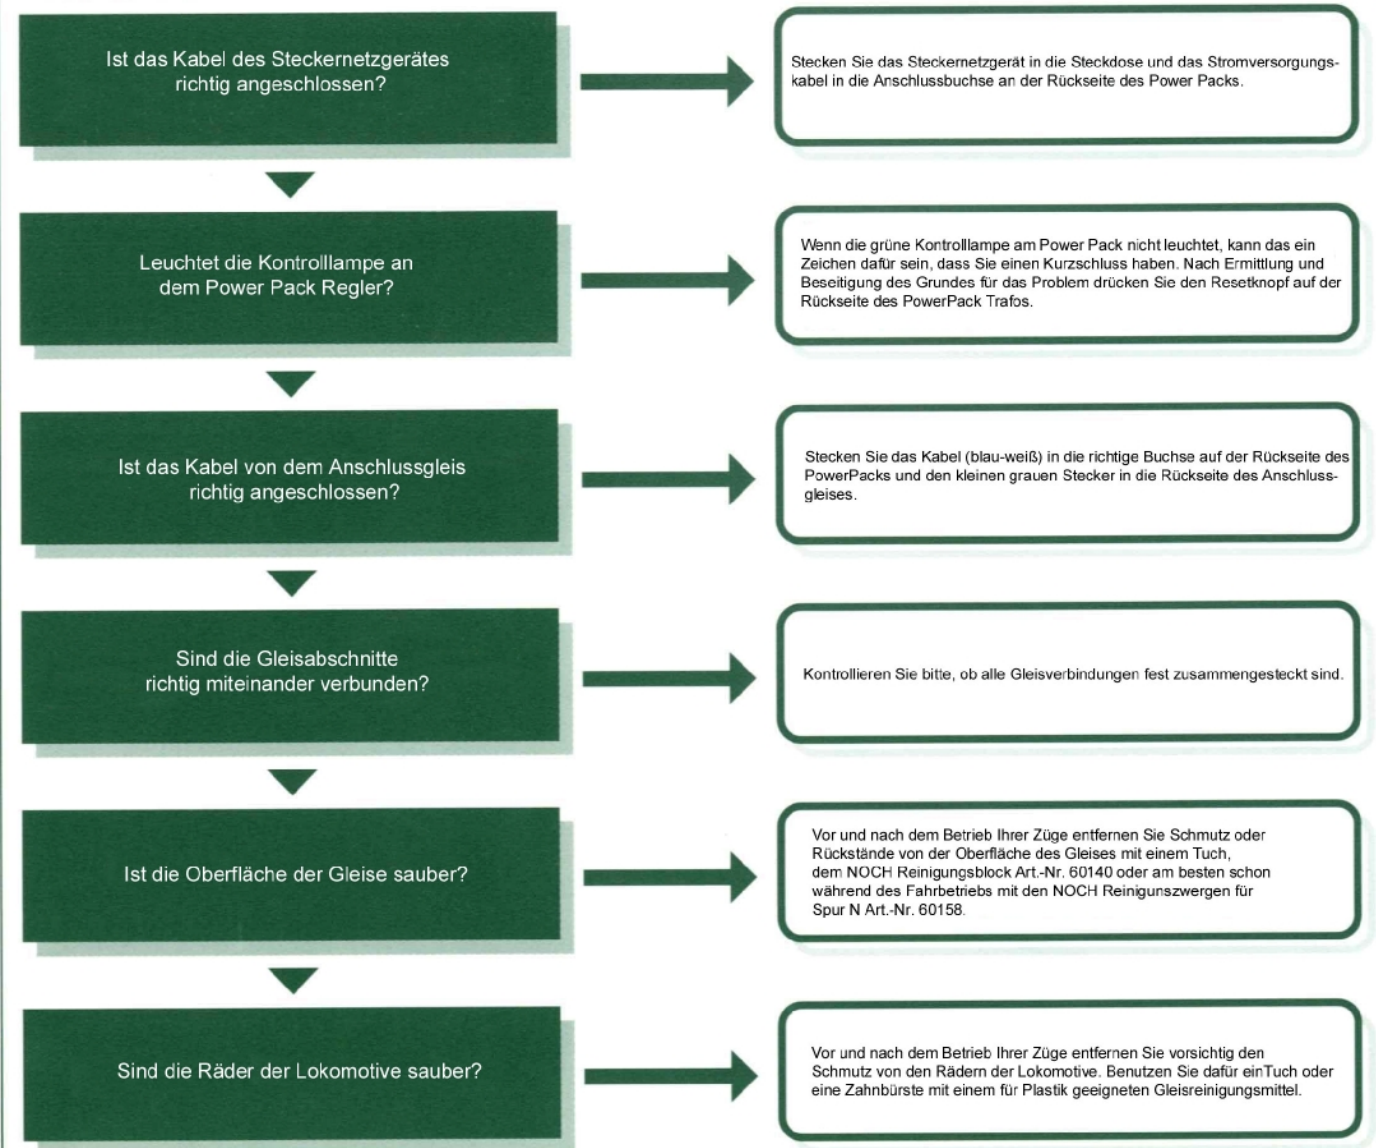 Ist das Kabel des Steckernetzgerätes
richtig angeschlossen?
Stecken Sie das Steckernetzgerät in die Steckdose und das Stromversorgungs-
kabel in die Anschlussbuchse an der Rückseite des Power Packs.
Leuchtet die Kontrolllampe an
dem Power Pack Regler?
Wenn die grüne Kontrolllampe am Power Pack nicht leuchtet, kann das ein
Zeichen dafür sein, dass Sie einen Kurzschluss haben. Nach Ermittlung und
Beseitigung des Grundes für das Problem drücken Sie den Resetknopf auf der
Rückseite des PowerPack Trafos.
Ist das Kabel von dem Anschlussgleis
richtig angeschlossen?
Stecken Sie das Kabel (blau-weiß) in die richtige Buchse auf der Rückseite des
PowerPacks und den kleinen grauen Stecker in die Rückseite des Anschluss-
gleises.
Sind die Gleisabschnitte
richtig miteinander verbunden?
Kontrollieren Sie bitte, ob alle Gleisverbindungen fest zusammengesteckt sind.
Ist die Oberfläche der Gleise sauber?
Vor und nach dem Betrieb Ihrer Züge entfernen Sie Schmutz oder
Rückstände von der Oberfläche des Gleises mit einem Tuch,
dem NOCH Reinigungsblock Art.-Nr. 60140 oder am besten schon
während des Fahrbetriebs mit den NOCH Reinigunszwergen für
Spur N Art.-Nr. 60158.
Sind die Räder der Lokomotive sauber?
Vor und nach dem Betrieb Ihrer Züge entfernen Sie vorsichtig den
Schmutz von den Rädern der Lokomotive. Benutzen Sie dafür einTuch oder
eine Zahnbürste mit einem für Plastik geeigneten Gleisreinigungsmittel.